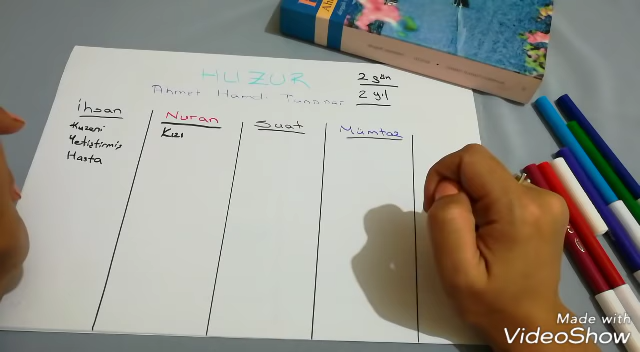 HUZUR
2 gün
Ahmet Hamdi Tanpınar
2 yıl
İhsan
Kuzeni
Yetiştirmiş
Hasta
Nuran
Kızı
Suat
Mümtaz
Made with
VideoShow